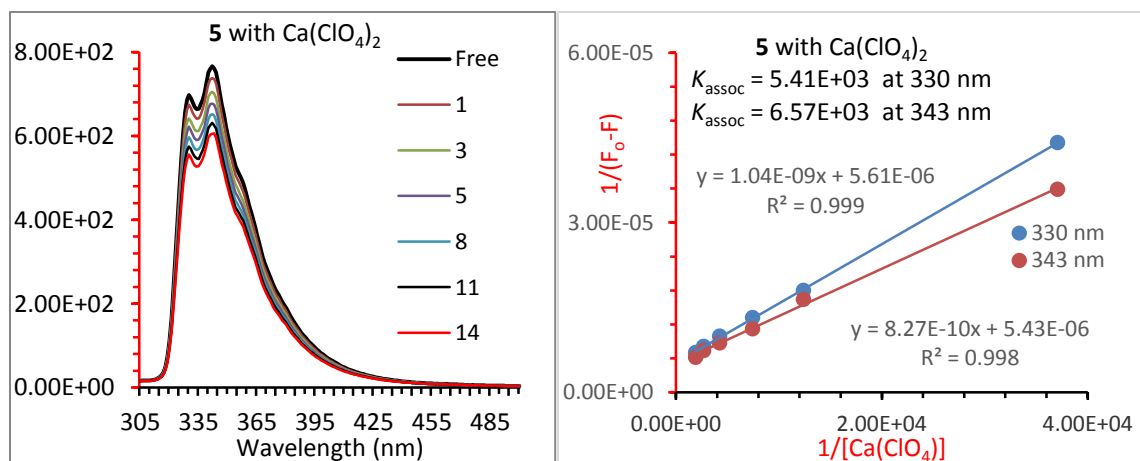 5 with Ca(ClO4)2
8.00E+02
6.00E+02
4.00E+02
2.00E+02
0.00E+00
Free
1
3
5
8
11
14
305 325 345 365 395 425 455 485
Wavelength (nm)
5 with Ca(ClO4)2
Kassoc = 5.41E+03 at 330 nm
Kassoc = 6.57E+03 at 343 nm
6.00E-05
3.00E-05
0.00E+00
1/(Fo-F)
y = 1.04E-09x + 5.61E-06
R² = 0.999
330 nm
343 nm
y = 8.27E-10x + 5.43E-06
R² = 0.998
0.00E+00 2.00E+04 4.00E+04
1/[Ca(ClO4)]